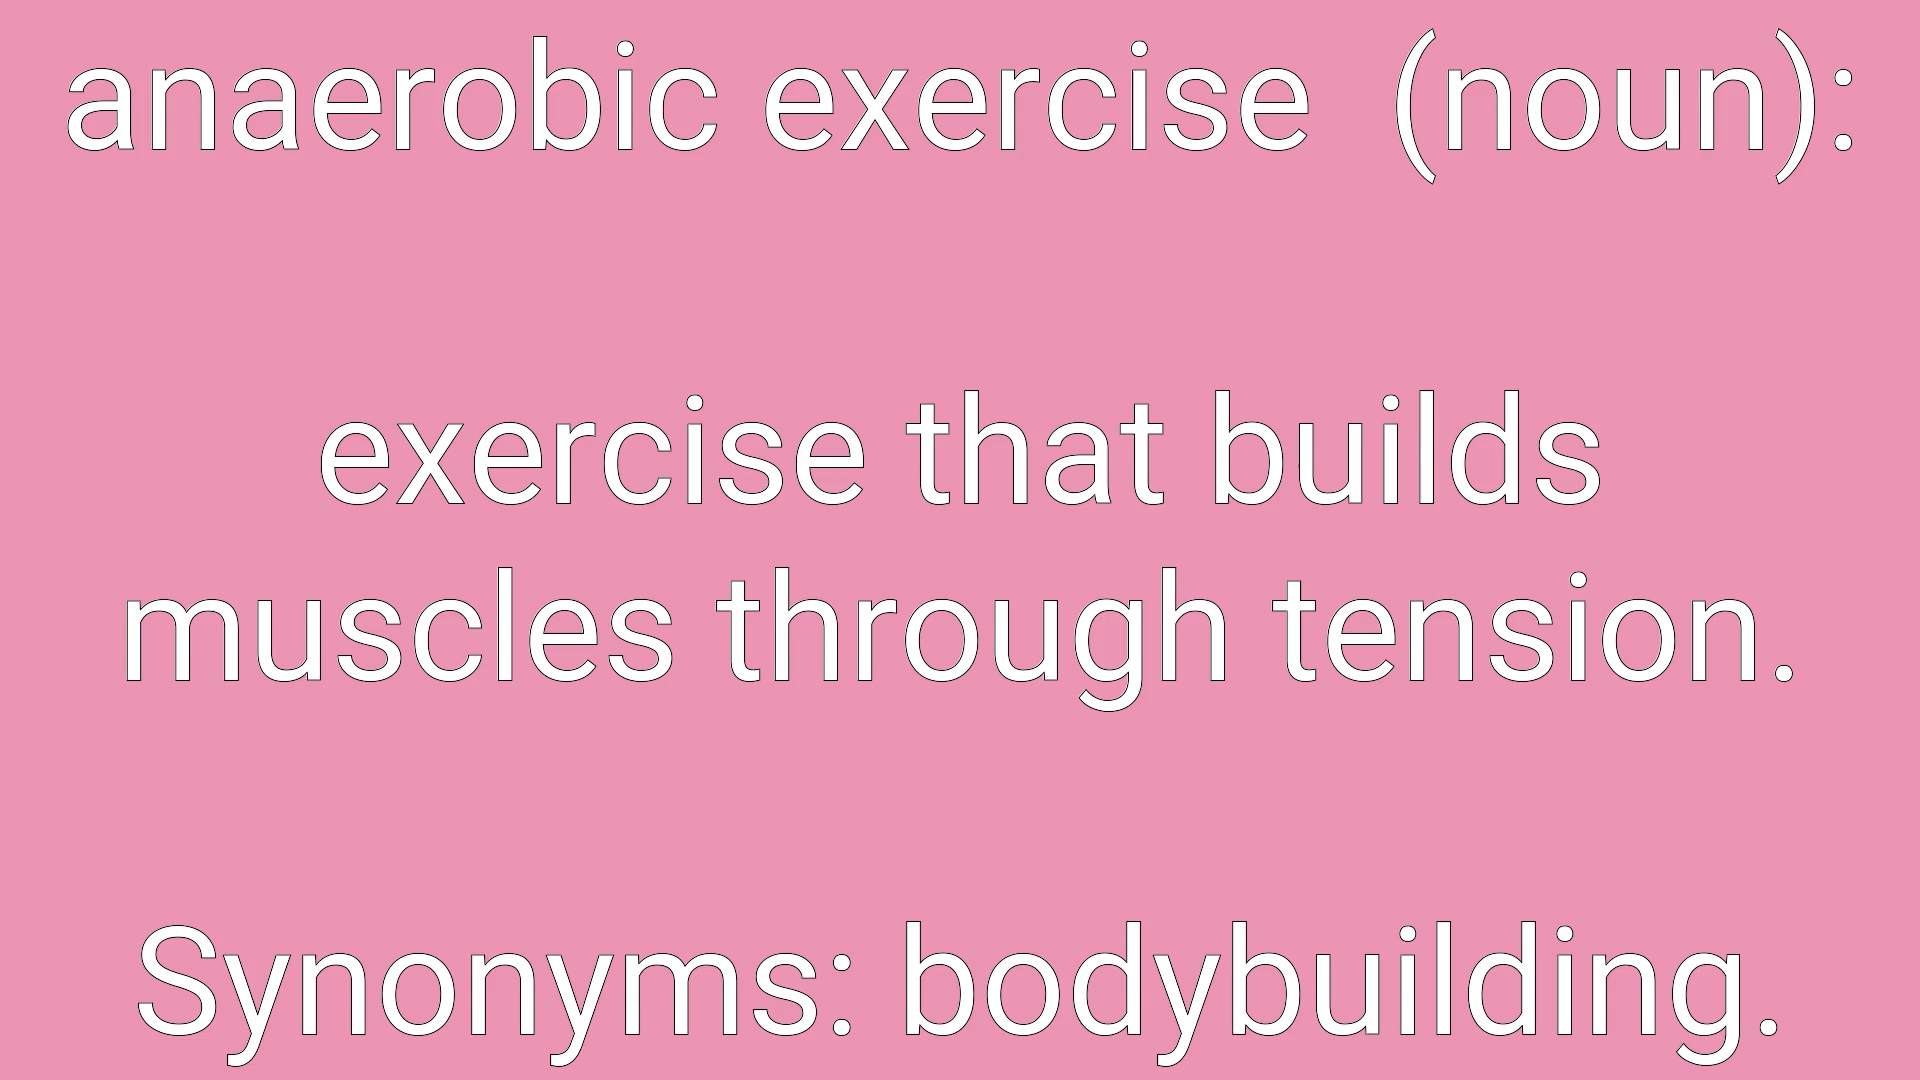 anaerobic exercise  (noun):
exercise that builds
muscles through tension.
Synonyms: bodybuilding.